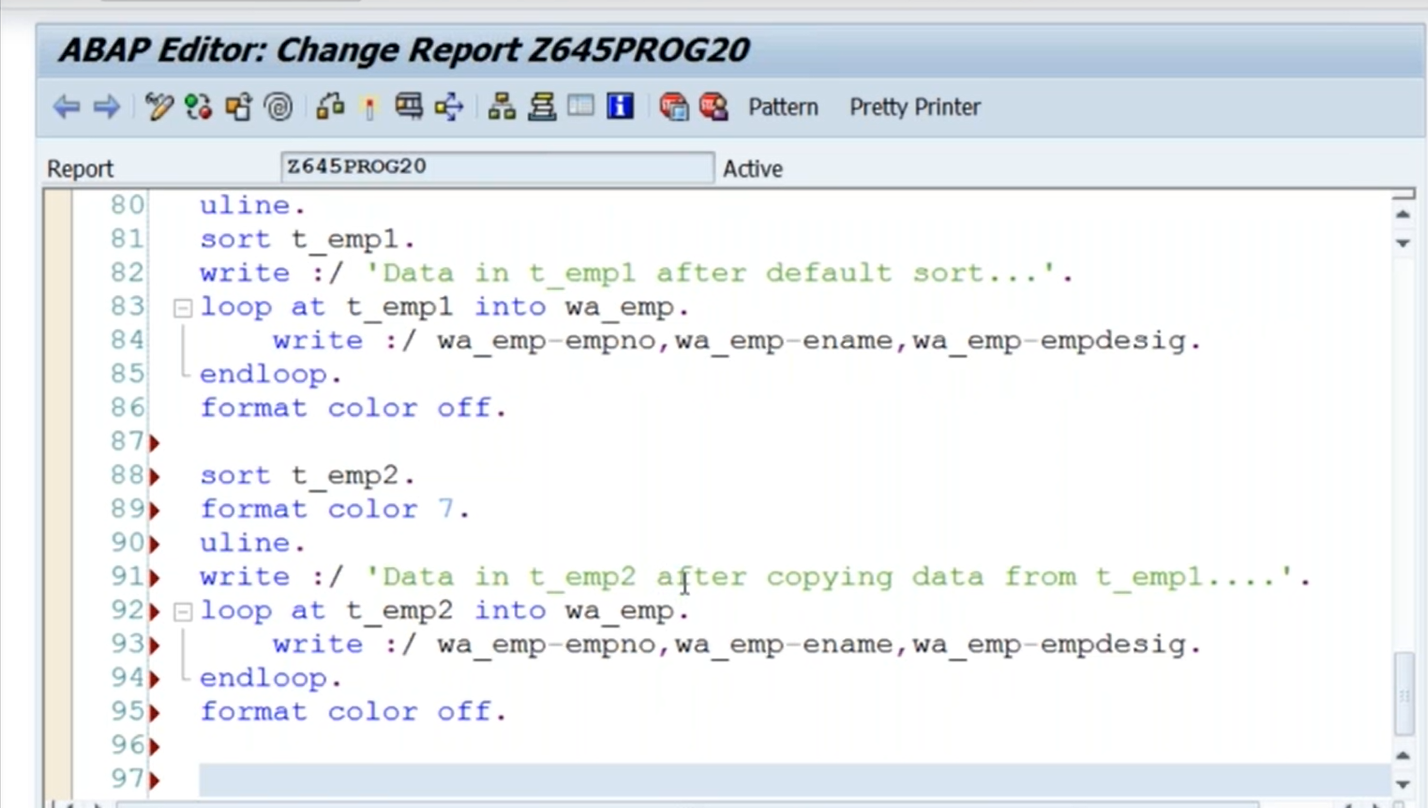 ABAP Editor: Change Report Z645PROG20
Pattern Pretty Printer
Report Z645PROG20 Active
80 uline.
81 sort t_emp1.
82 write :/ 'Data in t_emp1 after default sort...'.
83 loop at t_emp1 into wa_emp.
84 write :/ wa_emp-empno,wa_emp-ename,wa_emp-empdesig.
85 endloop.
86 format color off.
87
88 sort t_emp2.
89 format color 7.
90 uline.
91 write :/ 'Data in t_emp2 after copying data from t_emp1....'.
92 loop at t_emp2 into wa_emp.
93 write :/ wa_emp-empno,wa_emp-ename,wa_emp-empdesig.
94 endloop.
95 format color off.
96
97